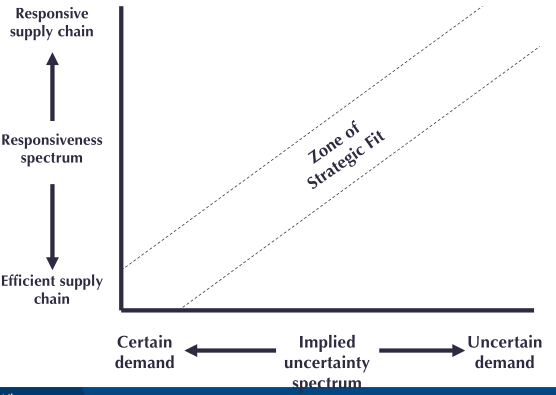 Responsive
supply chain
Responsiveness
spectrum
Efficient supply
chain
Zone of
Strategic Fit
Certain
demand
Implied
uncertainty
spectrum
Uncertain
demand